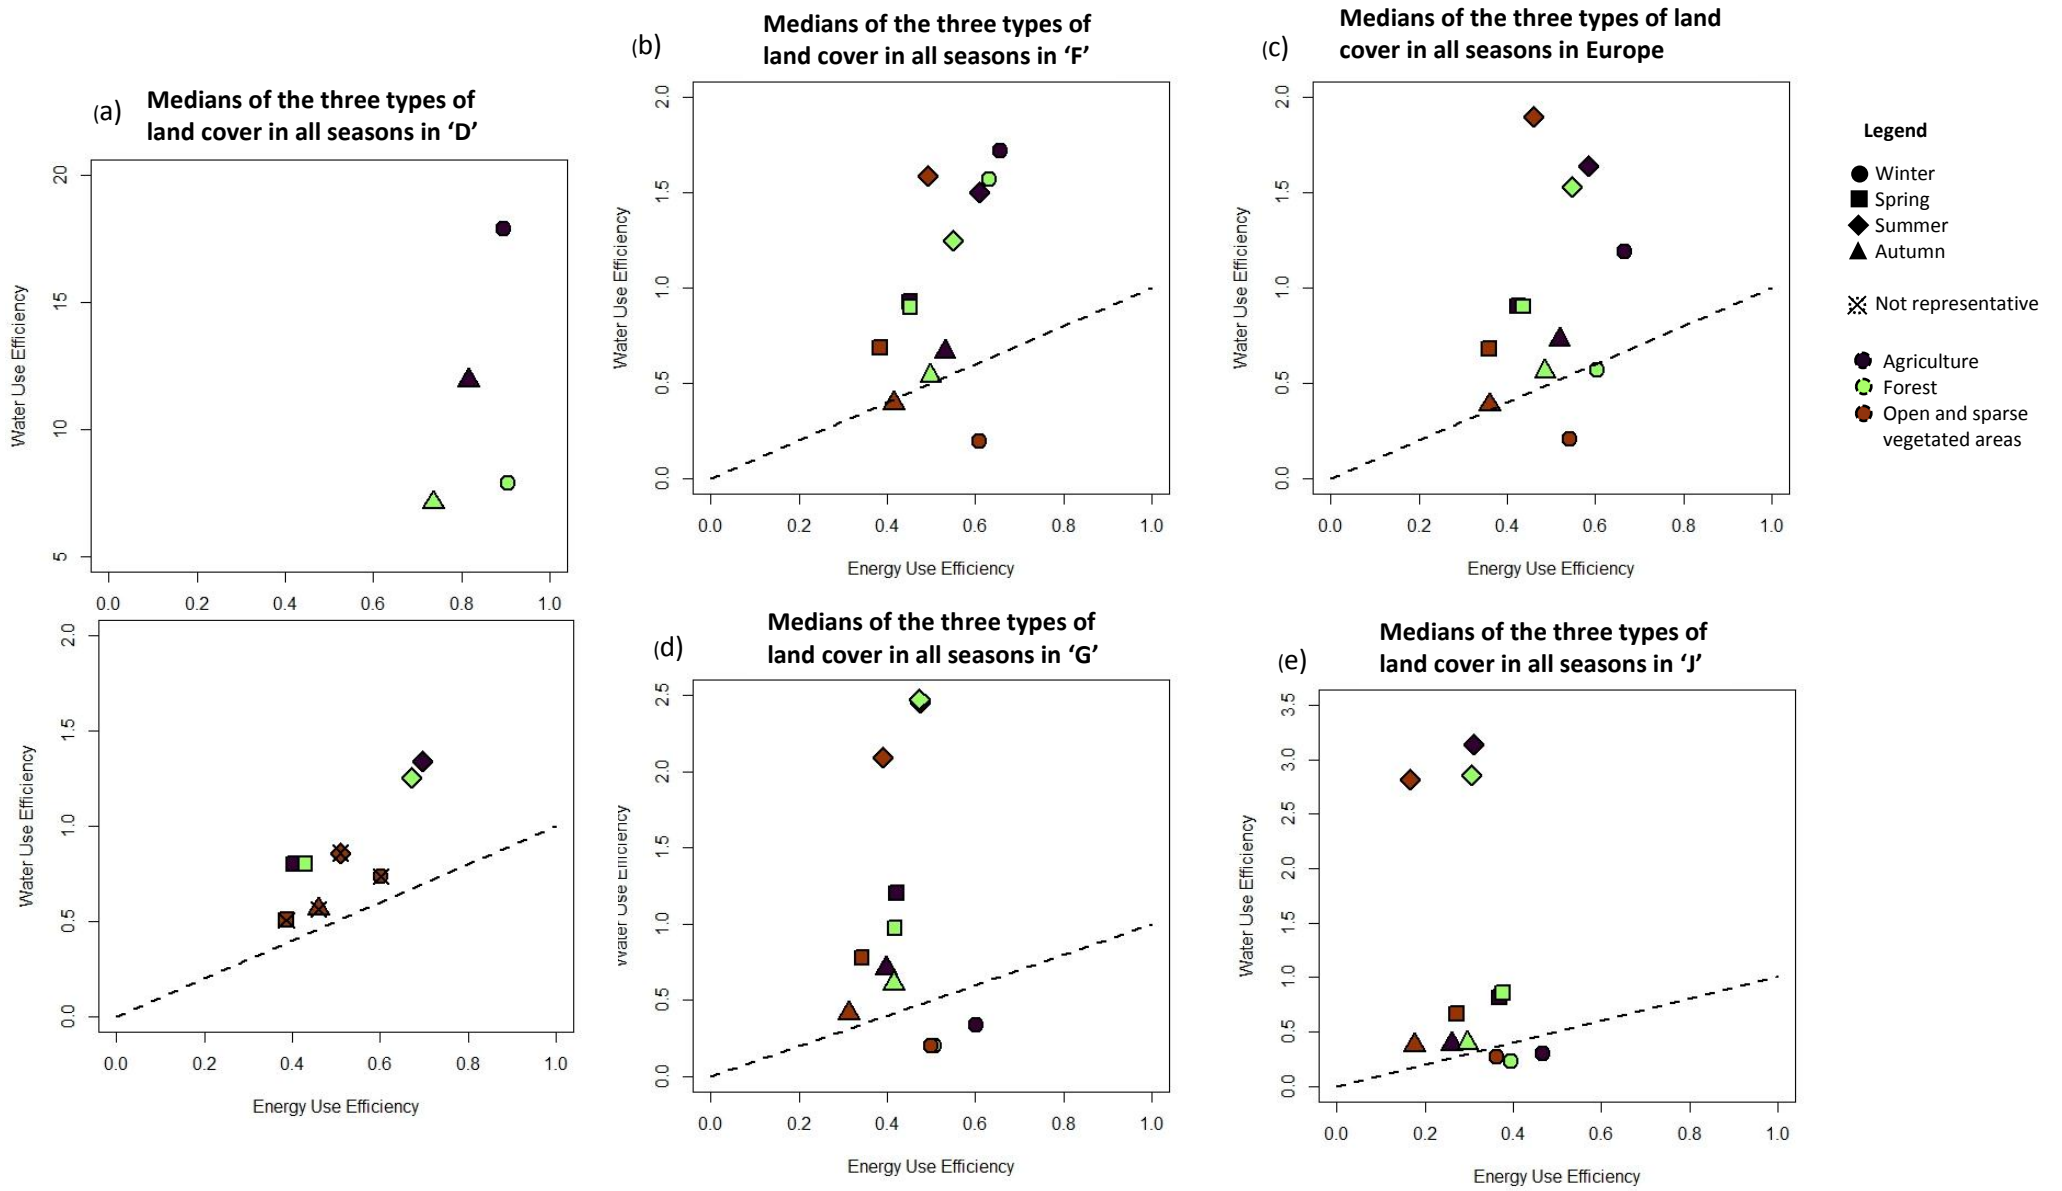 (a)
Medians of the three types of
land cover in all seasons in ‘D’
Water Use Efficiency
20
15
10
5
0.0 0.2 0.4 0.6 0.8 1.0
Water Use Efficiency
2.0
1.5
1.0
0.5
0.0
0.0 0.2 0.4 0.6 0.8 1.0
Energy Use Efficiency
(b)
Medians of the three types of
land cover in all seasons in ‘F’
Water Use Efficiency
2.0
1.5
1.0
0.5
0.0
0.0 0.2 0.4 0.6 0.8 1.0
Energy Use Efficiency
(c)
Medians of the three types of land
cover in all seasons in Europe
Water Use Efficiency
2.0
1.5
1.0
0.5
0.0
0.0 0.2 0.4 0.6 0.8 1.0
Energy Use Efficiency
Legend
Winter
Spring
Summer
Autumn
Not representative
Agriculture
Forest
Open and sparse
vegetated areas
(d)
Medians of the three types of
land cover in all seasons in ‘G’
Water Use Efficiency
2.5
2.0
1.5
1.0
0.5
0.0
0.0 0.2 0.4 0.6 0.8 1.0
Energy Use Efficiency
(e)
Medians of the three types of
land cover in all seasons in ‘J’
Water Use Efficiency
3.5
3.0
2.5
2.0
1.5
1.0
0.5
0.0
0.0 0.2 0.4 0.6 0.8 1.0
Energy Use Efficiency